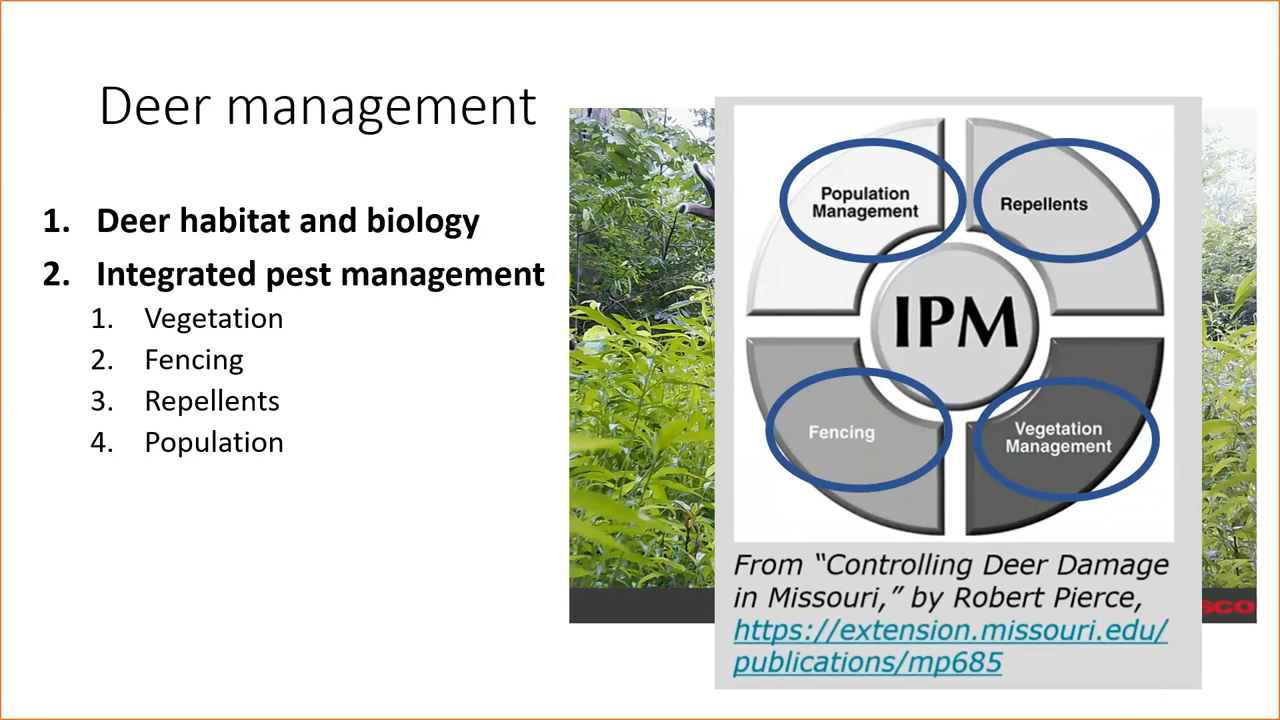 Deer management
1. Deer habitat and biology
2. Integrated pest management
1. Vegetation
2. Fencing
3. Repellents
4. Population
Population
Management
Repellents
IPM
Fencing
Vegetation
Management
From “Controlling Deer Damage
in Missouri,” by Robert Pierce,
https://extension.missouri.edu/
publications/mp685